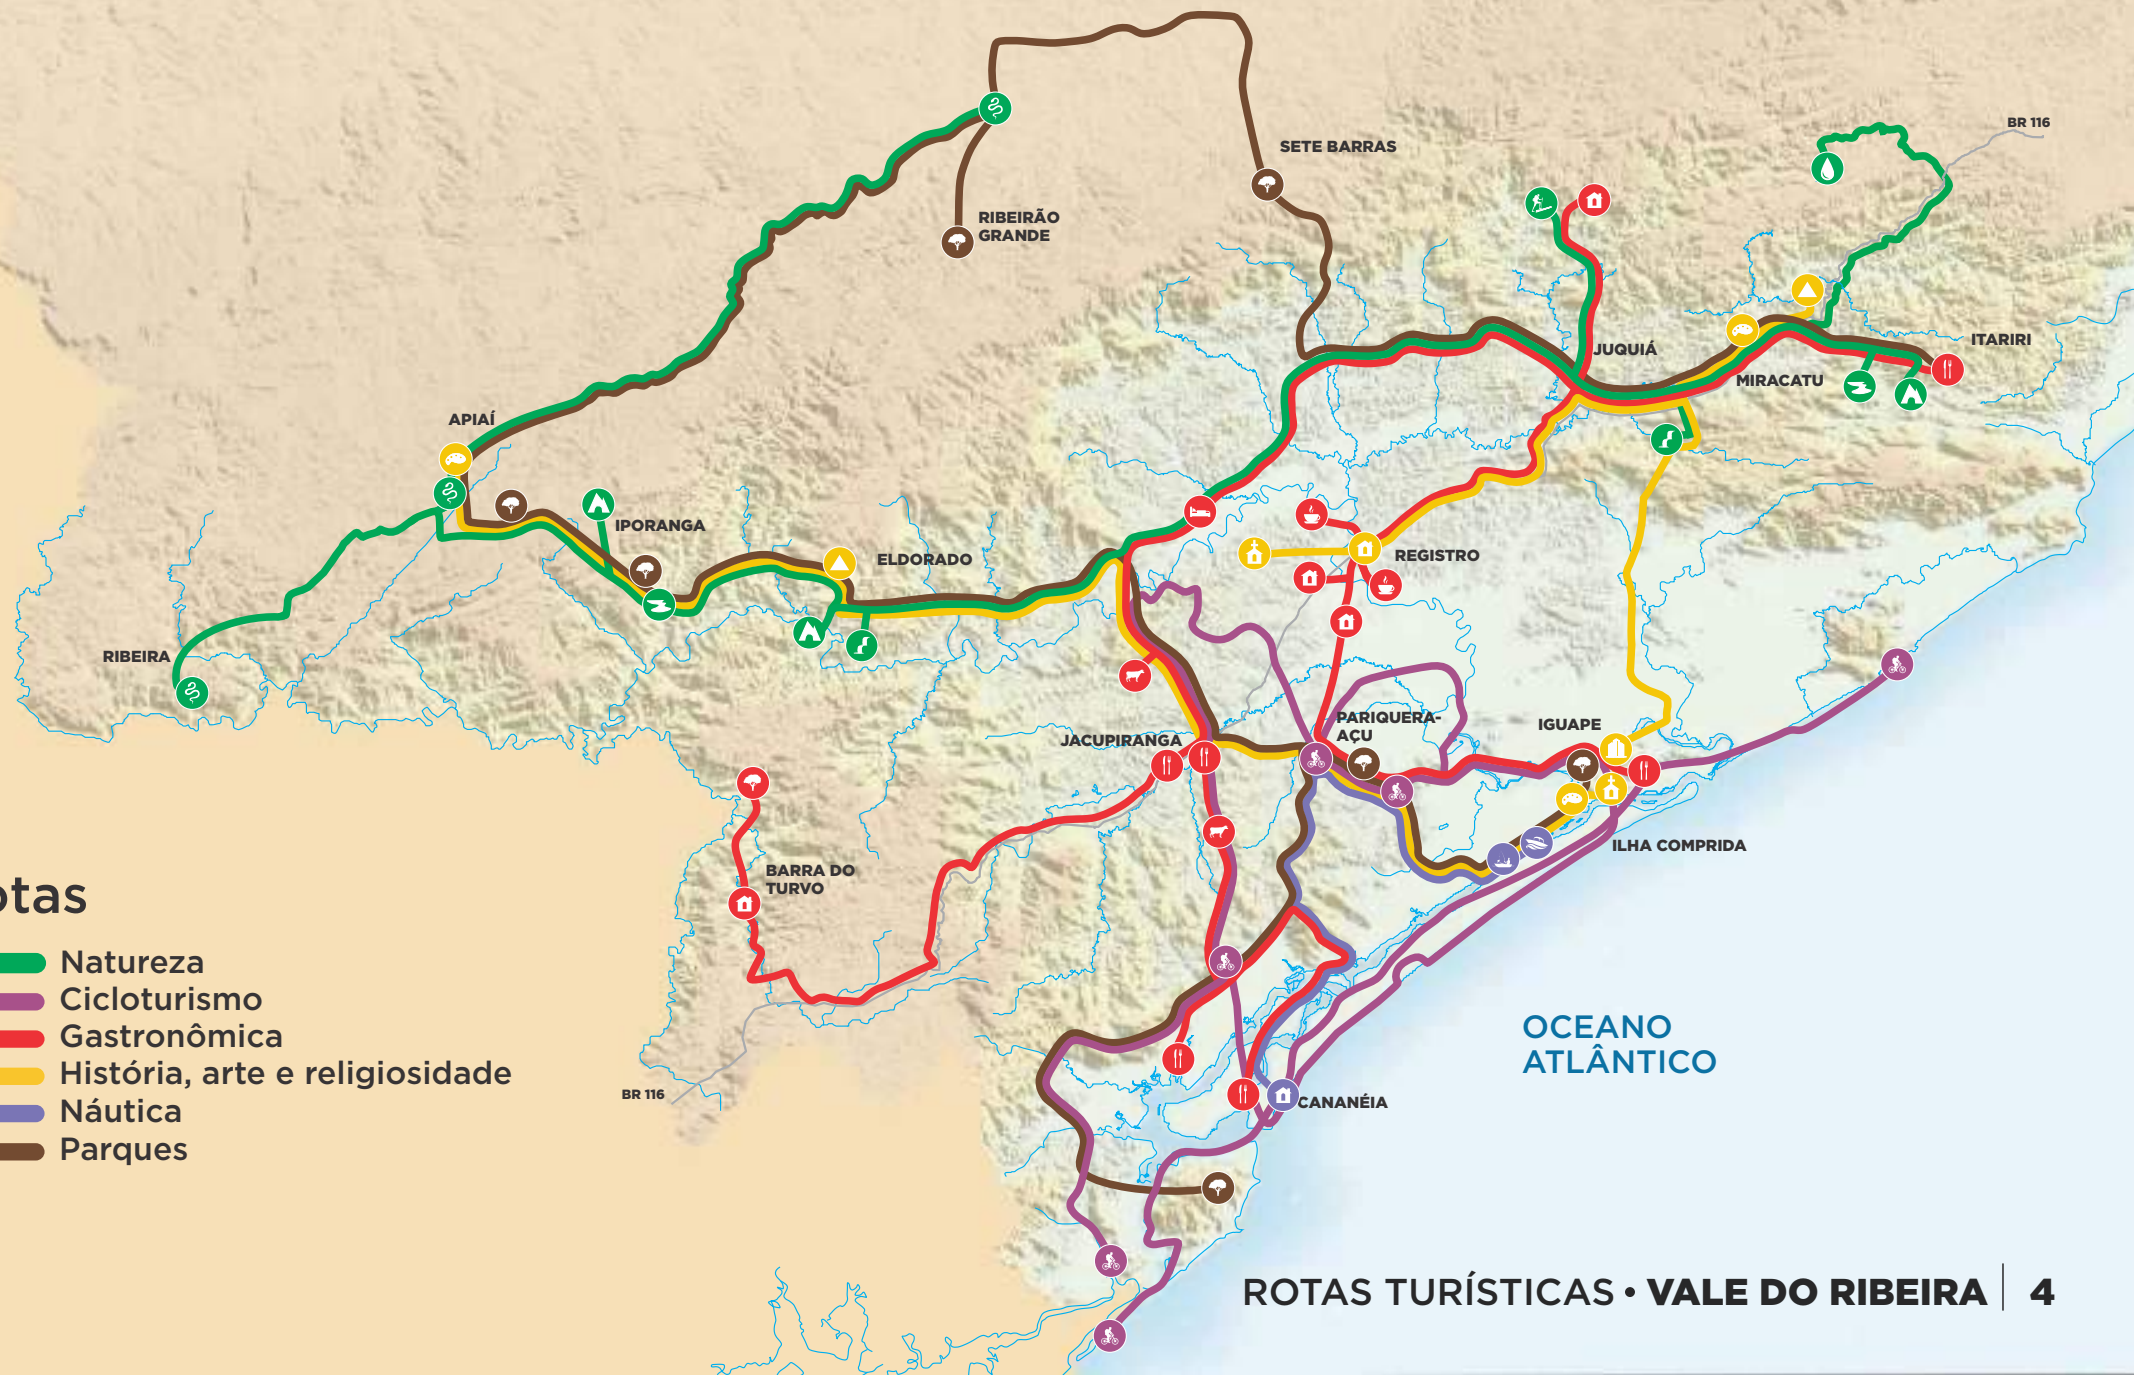 BR 116
SETE BARRAS
RIBEIRÃO
GRANDE
JUQUIÁ
ITARIRI
MIRACATU
APIAÍ
IPORANGA
ELDORADO
REGISTRO
RIBEIRA
PARIQUERA-
AÇU
IGUAPE
JACUPIRANGA
ILHA COMPRIDA
BARRA DO
TURVO
otas
Natureza
Cicloturismo
Gastronômica
História, arte e religiosidade
Náutica
Parques
OCEANO
ATLÂNTICO
BR 116
CANANÉIA
ROTAS TURÍSTICAS • VALE DO RIBEIRA | 4